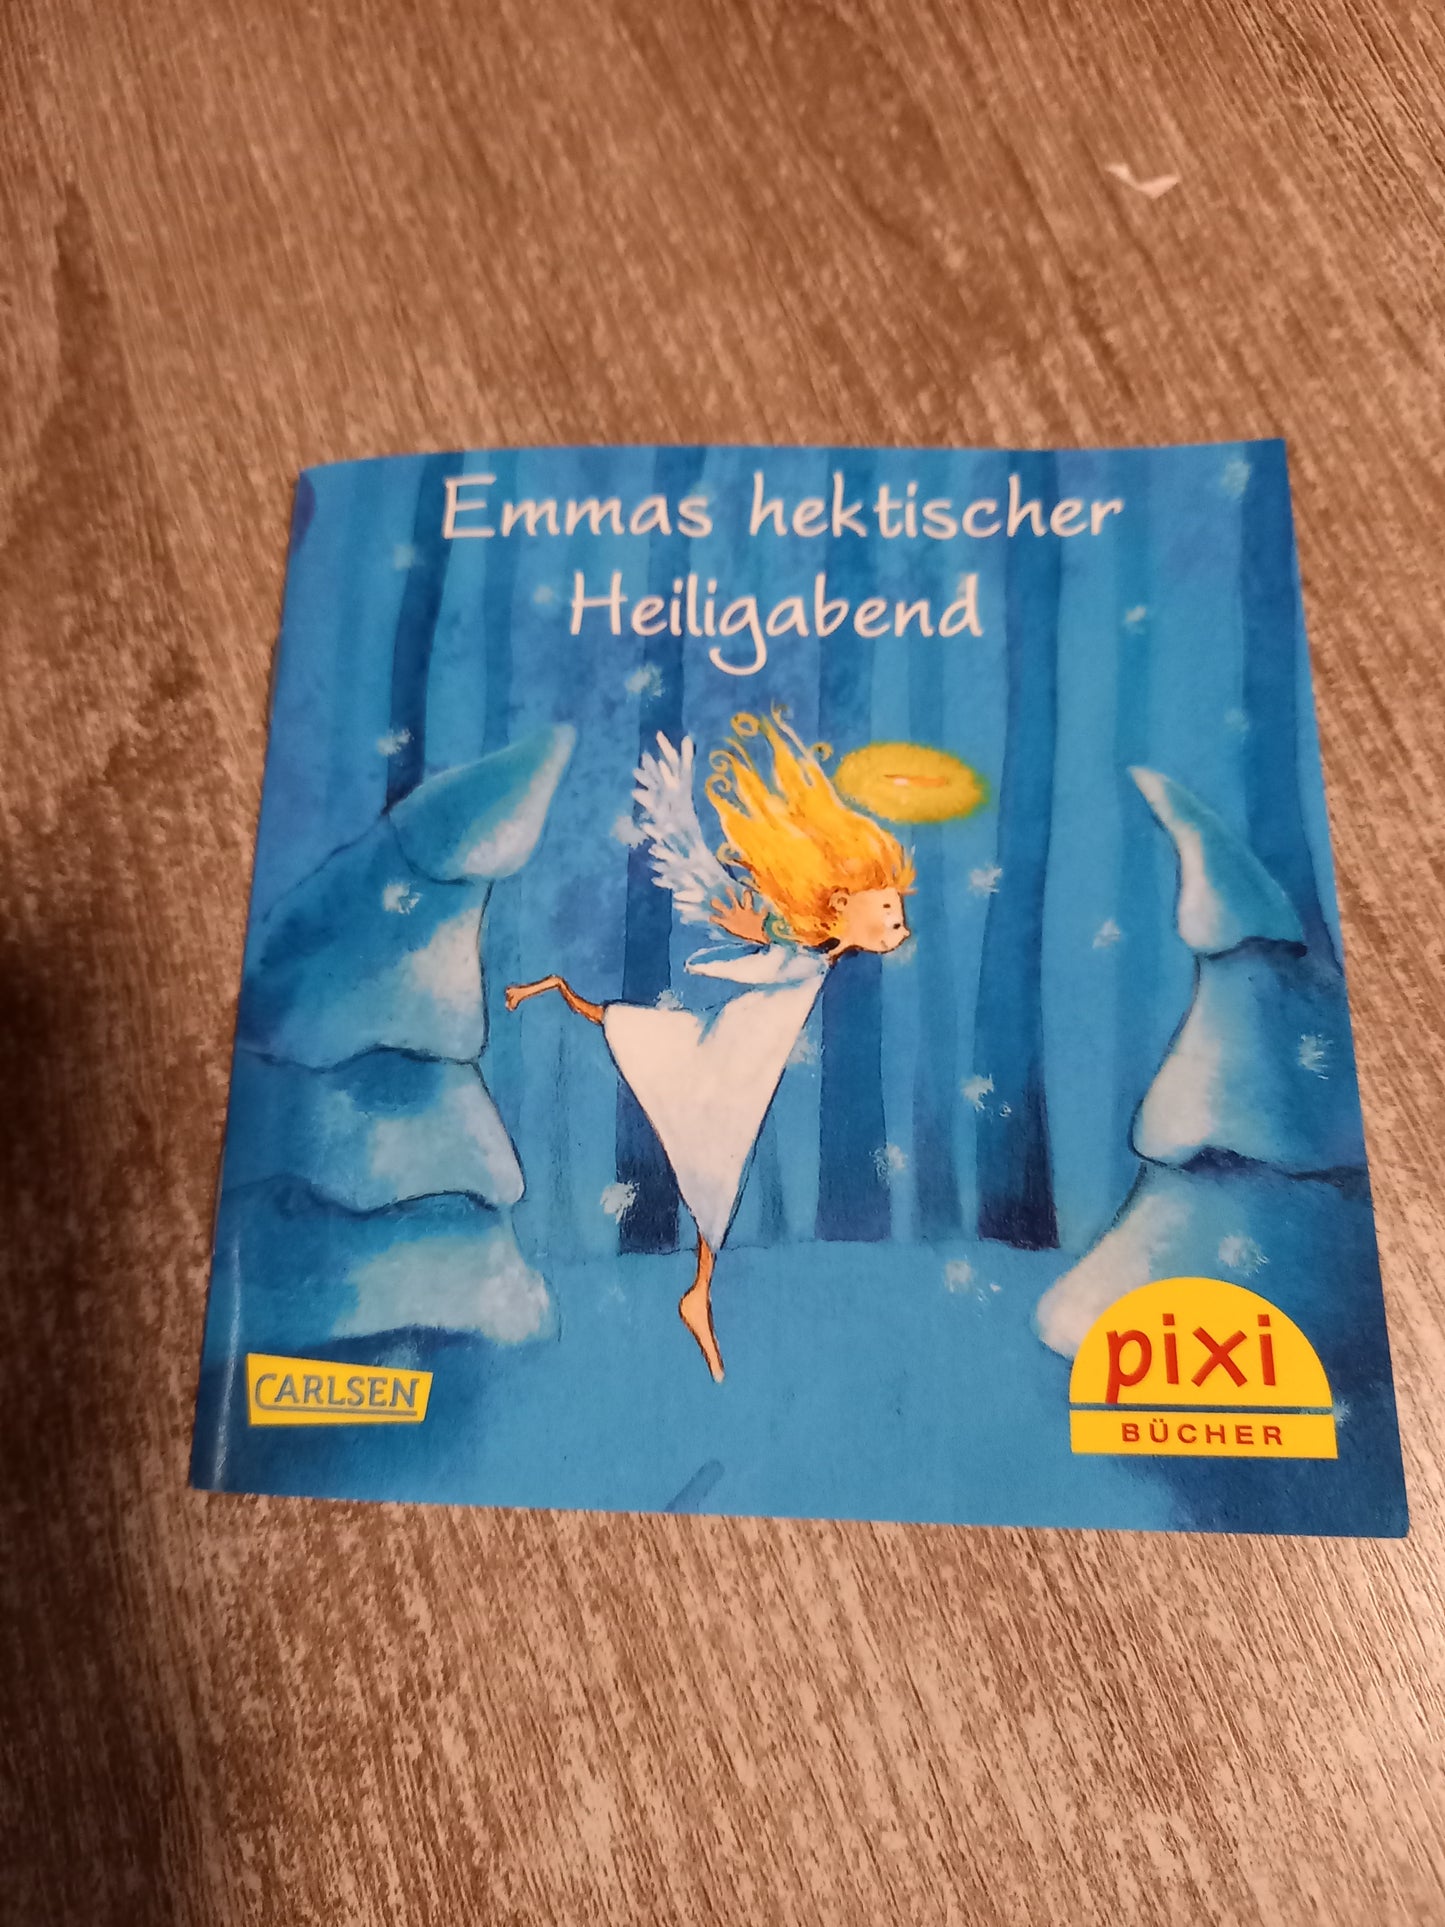 Emmas hektischer
Heiligabend
CARLSEN
pixi
BÜCHER